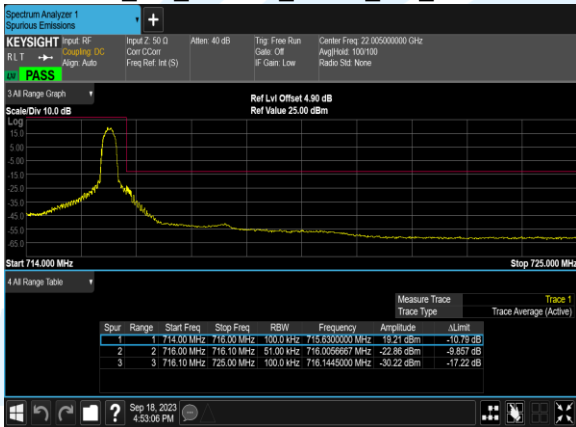 Spectrum Analyzer 1
Spurious Emissions
+
KEYSIGHT Input: RF Input Z: 50 Ω Atten: 40 dB Trig: Free Run Center Freq: 22.005000000 GHz
RLT Coupling: DC Corr CCorr Gate: Off Avg|Hold: 100/100
Align: Auto Freq Ref: Int (S) IF Gain: Low Radio Std: None
PASS
3 All Range Graph
Ref Lvl Offset 4.90 dB
Scale/Div 10.0 dB Ref Value 25.00 dBm
Log
15.0
5.00
-5.00
-15.0
-25.0
-35.0
-45.0
-55.0
-65.0
Start 714.000 MHz Stop 725.000 MHz
4 All Range Table
Measure Trace Trace 1
Trace Type Trace Average (Active)
Spur Range Start Freq Stop Freq RBW Frequency Amplitude ΔLimit
1 1 714.00 MHz 716.00 MHz 100.0 kHz 715.6300000 MHz 19.21 dBm -10.79 dB
2 2 716.00 MHz 716.10 MHz 51.00 kHz 716.0056667 MHz -22.86 dBm -9.857 dB
3 3 716.10 MHz 725.00 MHz 100.0 kHz 716.1445000 MHz -30.22 dBm -17.22 dB
? Sep 18, 2023
4:53:06 PM